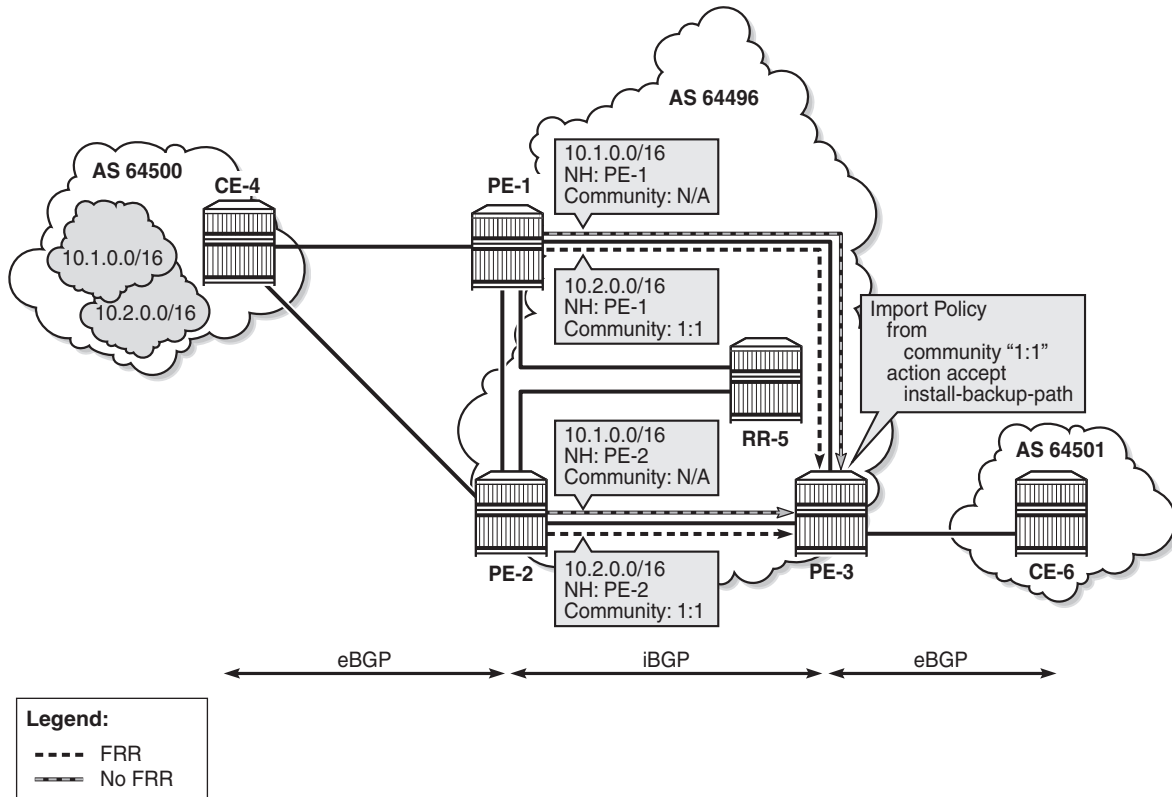 AS 64496
AS 64500
CE-4
10.1.0.0/16
10.2.0.0/16
PE-1
10.1.0.0/16
NH: PE-1
Community: N/A
10.2.0.0/16
NH: PE-1
Community: 1:1
Import Policy
from
community “1:1”
action accept
install-backup-path
RR-5
10.1.0.0/16
NH: PE-2
Community: N/A
AS 64501
PE-2
10.2.0.0/16
NH: PE-2
Community: 1:1
PE-3
CE-6
eBGP
iBGP
eBGP
Legend:
FRR
No FRR